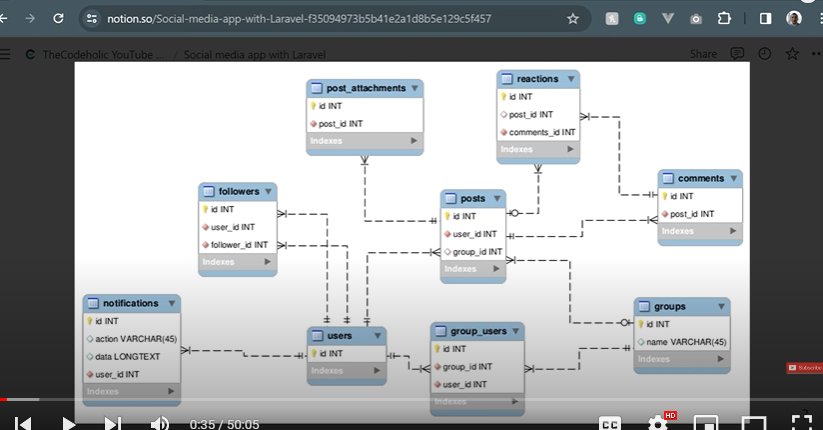 notion.so/Social-media-app-with-Laravel-f35094973b5b41e2a1d8b5e129c5f457
TheCodeholic YouTube ... / Social media app with Laravel
Share
post_attachments
id INT
post_id INT
Indexes
reactions
id INT
post_id INT
comments_id INT
Indexes
comments
id INT
post_id INT
Indexes
followers
id INT
user_id INT
follower_id INT
Indexes
posts
id INT
user_id INT
group_id INT
Indexes
notifications
id INT
action VARCHAR(45)
data LONGTEXT
user_id INT
Indexes
users
id INT
Indexes
group_users
id INT
group_id INT
user_id INT
Indexes
groups
id INT
name VARCHAR(45)
Indexes
Subscribe
0:35 / 50:05
CC
HD